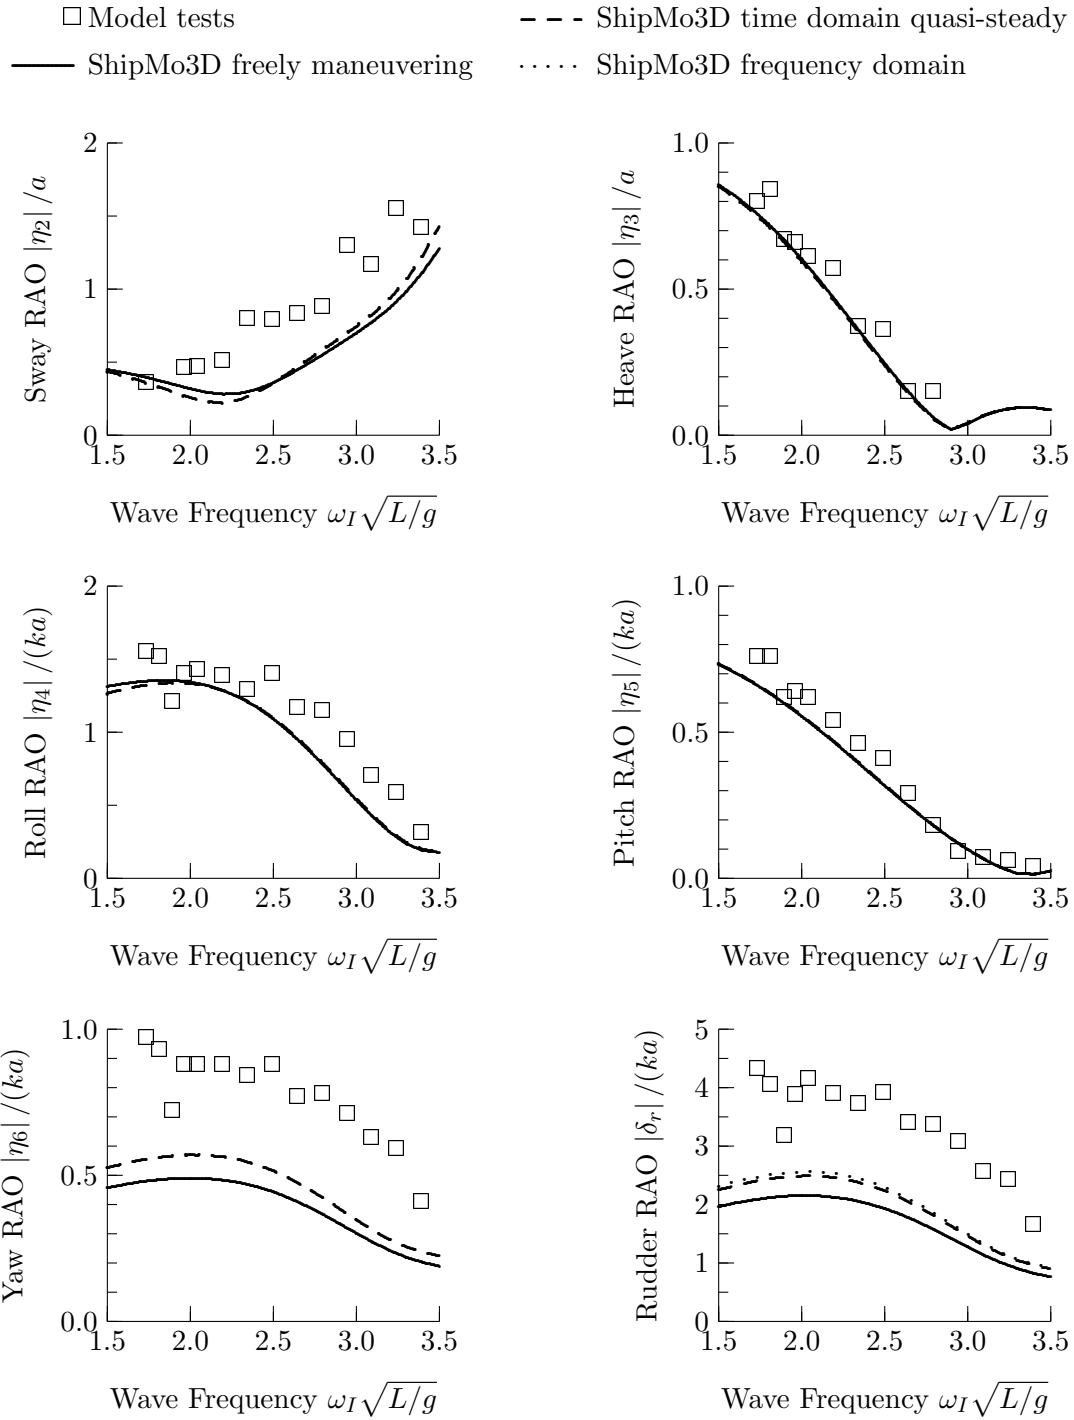 Model tests
ShipMo3D time domain quasi-steady
ShipMo3D freely maneuvering
ShipMo3D frequency domain
Sway RAO |η2| /a
2
1
0
1.5 2.0 2.5 3.0 3.5
Wave Frequency ωI√L/g
Heave RAO |η3| /a
1.0
0.5
0.0
1.5 2.0 2.5 3.0 3.5
Wave Frequency ωI√L/g
Roll RAO |η4| /(ka)
2
1
0
1.5 2.0 2.5 3.0 3.5
Wave Frequency ωI√L/g
Pitch RAO |η5| /(ka)
1.0
0.5
0.0
1.5 2.0 2.5 3.0 3.5
Wave Frequency ωI√L/g
Yaw RAO |η6| /(ka)
1.0
0.5
0.0
1.5 2.0 2.5 3.0 3.5
Wave Frequency ωI√L/g
Rudder RAO |δr| /(ka)
5
4
3
2
1
0
1.5 2.0 2.5 3.0 3.5
Wave Frequency ωI√L/g